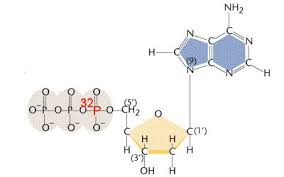 NH₂
N C C N
H—C (9) N C N C H
O O 32 O (5')
⁻O—P—O—P—O—P—O—CH₂ O
O⁻ O⁻ O⁻ C H H C (1')
H (3') C C H
OH H